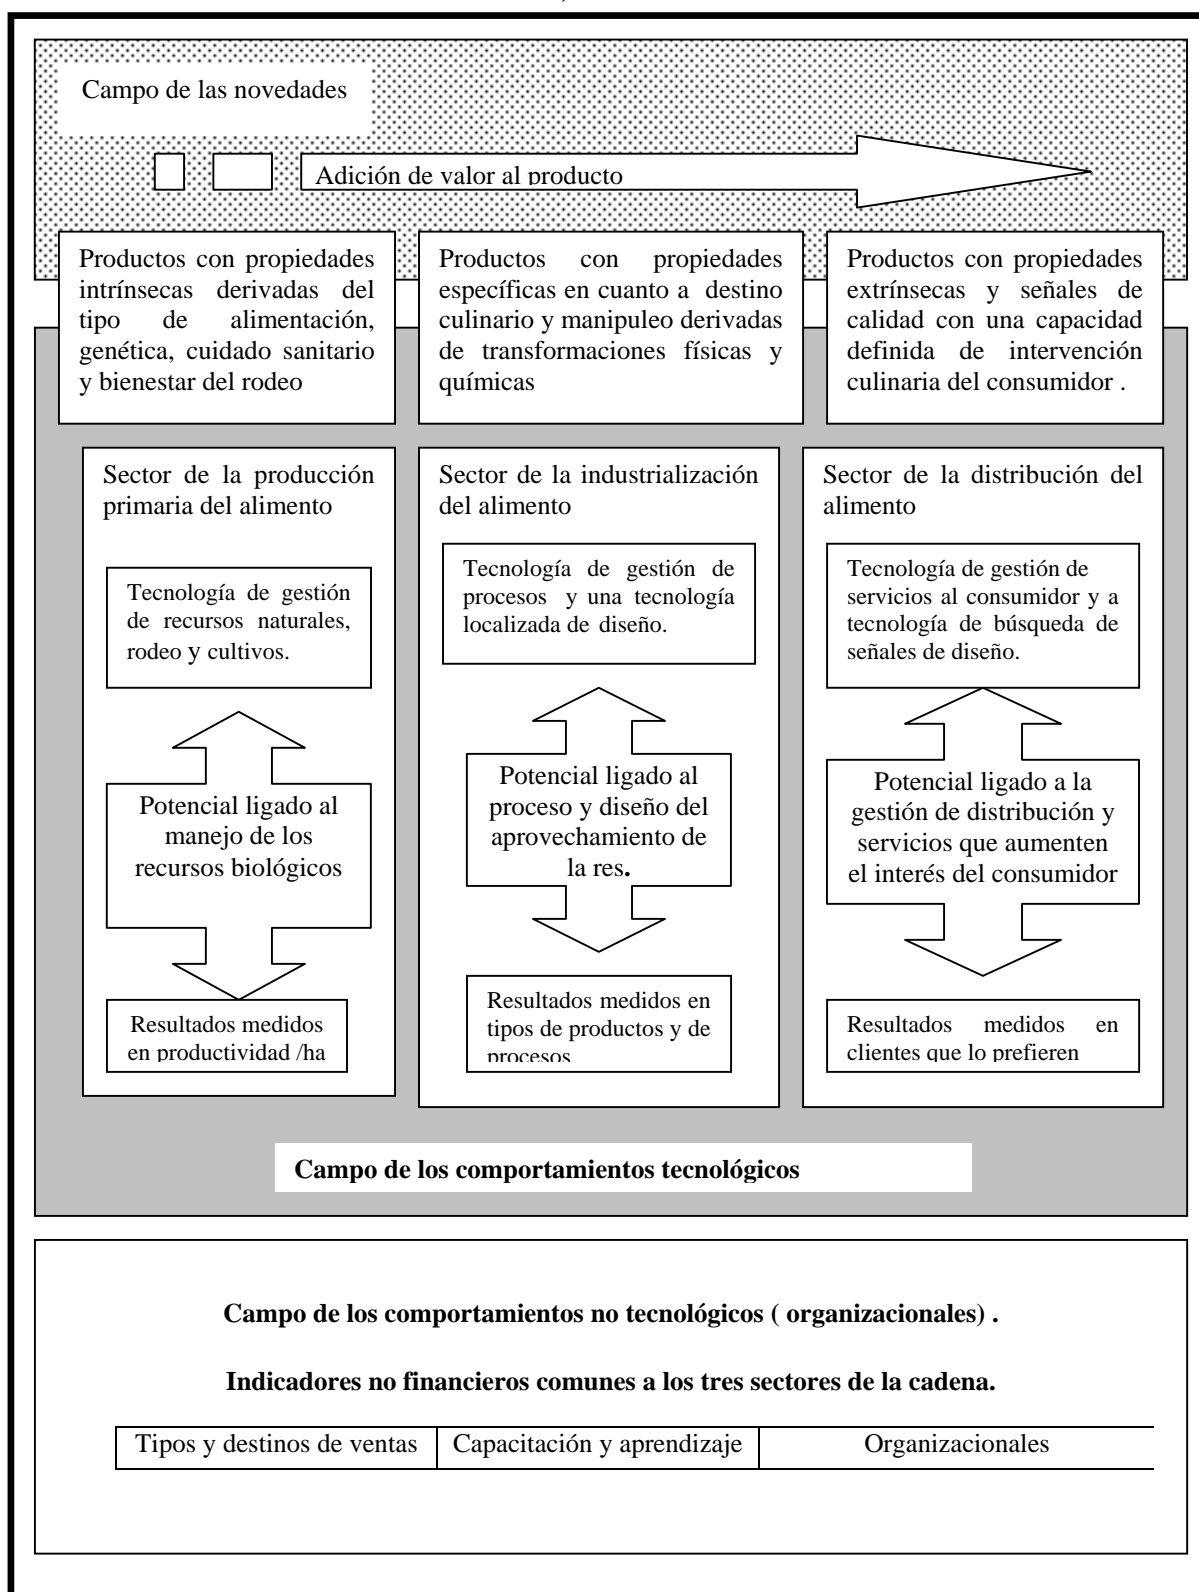 Campo de las novedades
Adición de valor al producto
Productos con propiedades
intrínsecas derivadas del
tipo de alimentación,
genética, cuidado sanitario
y bienestar del rodeo
Productos con propiedades
específicas en cuanto a destino
culinario y manipuleo derivadas
de transformaciones físicas y
químicas
Productos con propiedades
extrínsecas y señales de
calidad con una capacidad
definida de intervención
culinaria del consumidor .
Sector de la producción
primaria del alimento
Tecnología de gestión
de recursos naturales,
rodeo y cultivos.
Potencial ligado al
manejo de los
recursos biológicos
Resultados medidos
en productividad /ha
Sector de la industrialización
del alimento
Tecnología de gestión de
procesos y una tecnología
localizada de diseño.
Potencial ligado al
proceso y diseño del
aprovechamiento de
la res.
Resultados medidos en
tipos de productos y de
procesos
Sector de la distribución del
alimento
Tecnología de gestión de
servicios al consumidor y a
tecnología de búsqueda de
señales de diseño.
Potencial ligado a la
gestión de distribución y
servicios que aumenten
el interés del consumidor
Resultados medidos en
clientes que lo prefieren
Campo de los comportamientos tecnológicos
Campo de los comportamientos no tecnológicos ( organizacionales) .
Indicadores no financieros comunes a los tres sectores de la cadena.
Tipos y destinos de ventas
Capacitación y aprendizaje
Organizacionales